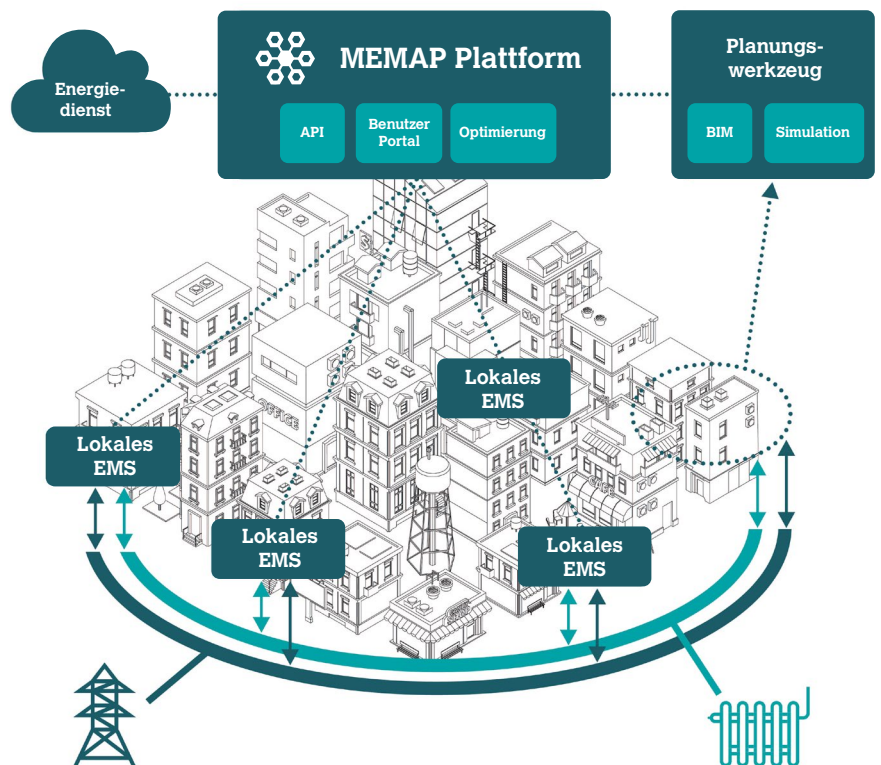 Energie-
dienst
MEMAP Plattform
API
Benutzer
Portal
Optimierung
Planungs-
werkzeug
BIM
Simulation
Lokales
EMS
Lokales
EMS
Lokales
EMS
Lokales
EMS
OFFICE
CAFE